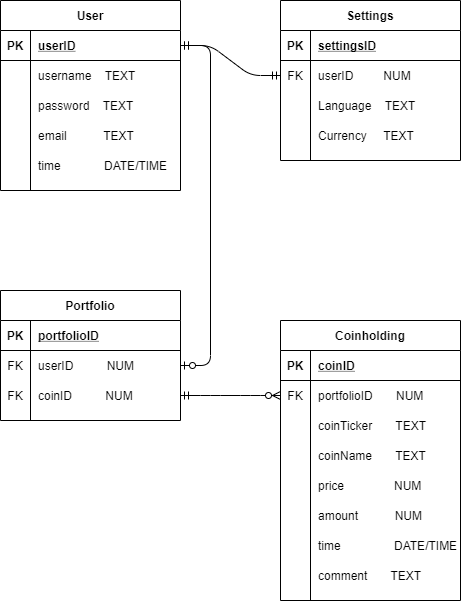 User
PK userID
username TEXT
password TEXT
email TEXT
time DATE/TIME
Settings
PK settingsID
FK userID NUM
Language TEXT
Currency TEXT
Portfolio
PK portfolioID
FK userID NUM
FK coinID NUM
Coinholding
PK coinID
FK portfolioID NUM
coinTicker TEXT
coinName TEXT
price NUM
amount NUM
time DATE/TIME
comment TEXT